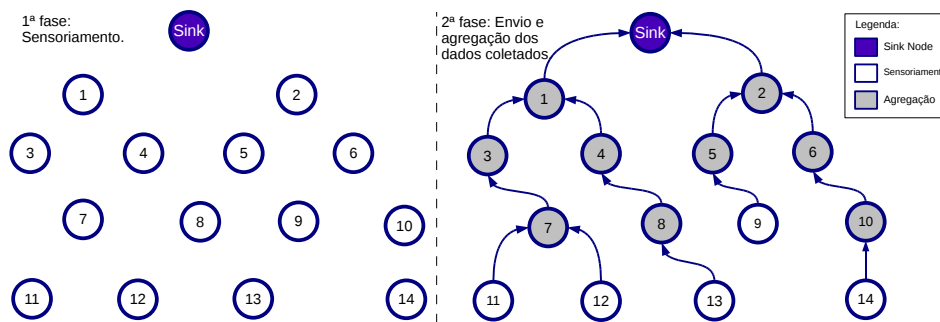 1ª fase:
Sensoriamento.
Sink
1
2
3
4
5
6
7
8
9
10
11
12
13
14
2ª fase: Envio e
agregação dos
dados coletados.
Sink
1
2
3
4
5
6
7
8
9
10
11
12
13
14
Legenda:
Sink Node
Sensoriament
Agregação